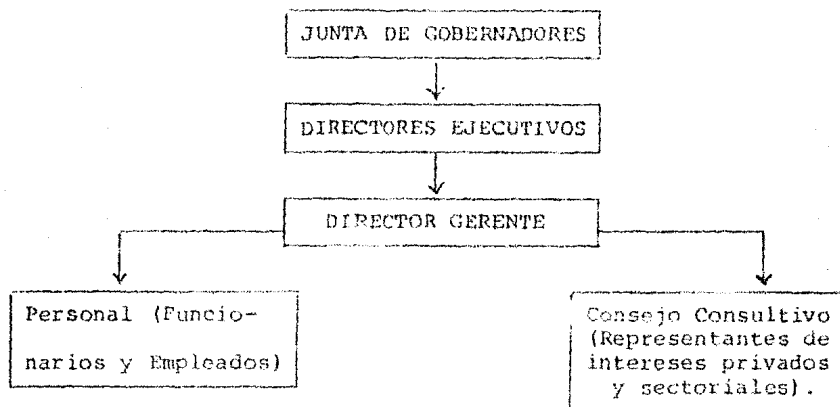 JUNTA DE GOBERNADORES
DIRECTORES EJECUTIVOS
DIRECTOR GERENTE
Personal (Funcio-
narios y Empleados)
Consejo Consultivo
(Representantes de
intereses privados
y sectoriales).